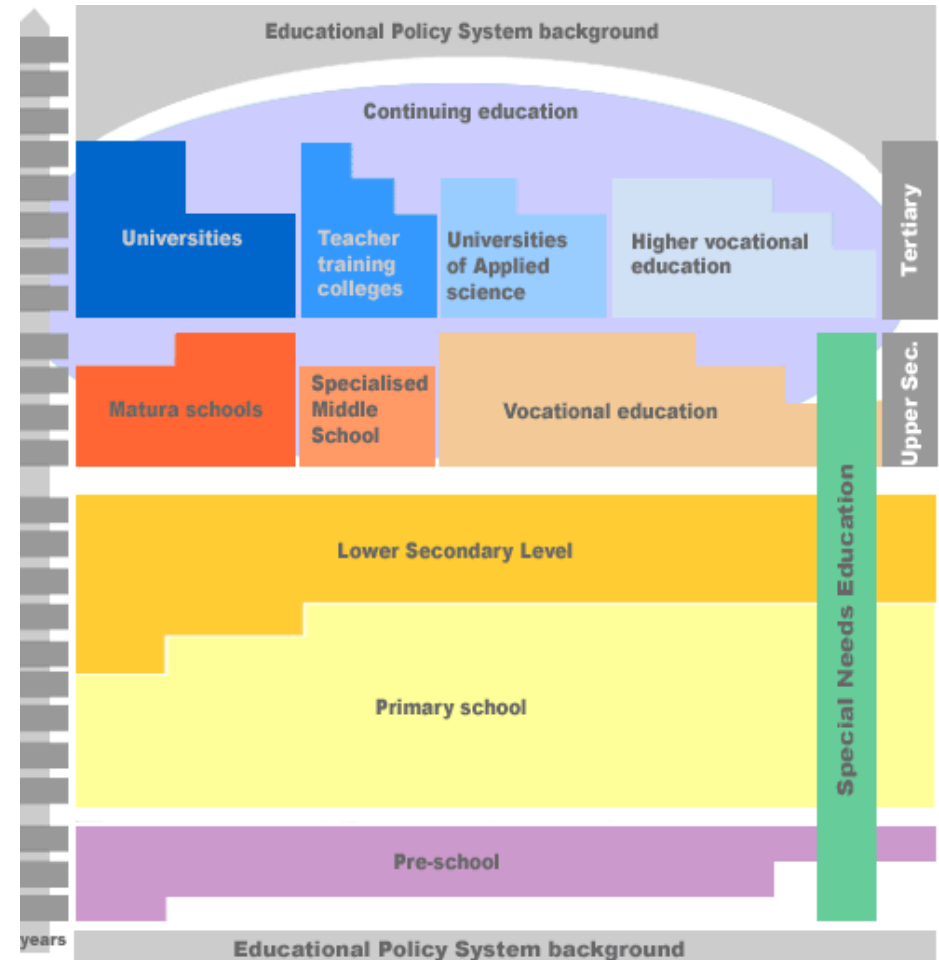 Educational Policy System background
Continuing education
Universities
Teacher
training
colleges
Universities
of Applied
science
Higher vocational
education
Tertiary
Matura schools
Specialised
Middle
School
Vocational education
Upper Sec.
Lower Secondary Level
Primary school
Special Needs Education
Pre-school
years
Educational Policy System background